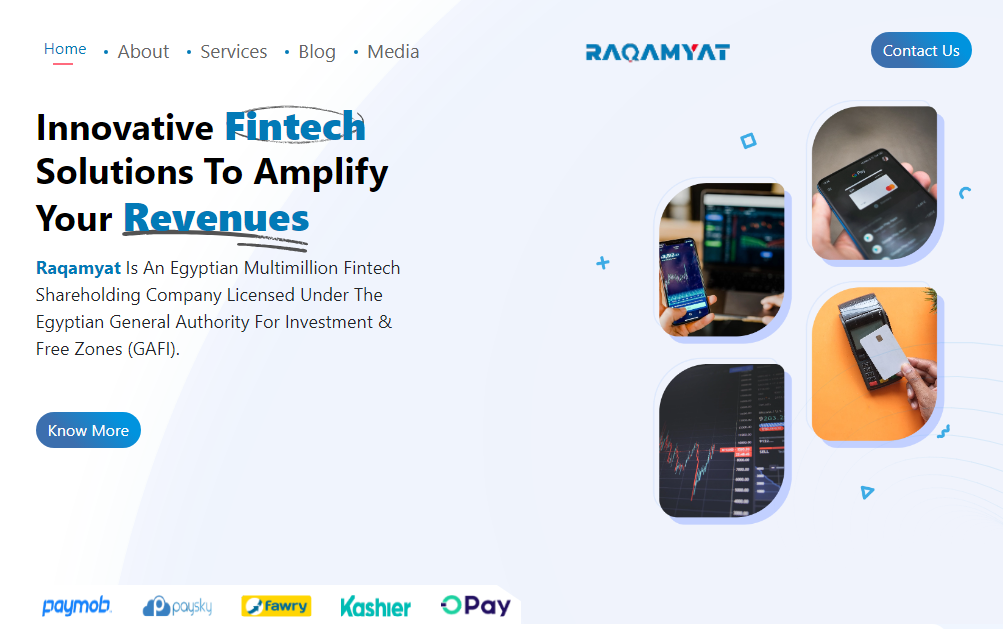 Home • About • Services • Blog • Media
RAQAMYAT
Contact Us
Innovative Fintech
Solutions To Amplify
Your Revenues
Raqamyat Is An Egyptian Multimillion Fintech
Shareholding Company Licensed Under The
Egyptian General Authority For Investment &
Free Zones (GAFI).
Know More
Pay
SELL
paymob
paysky
fawry
Kashier
OPay